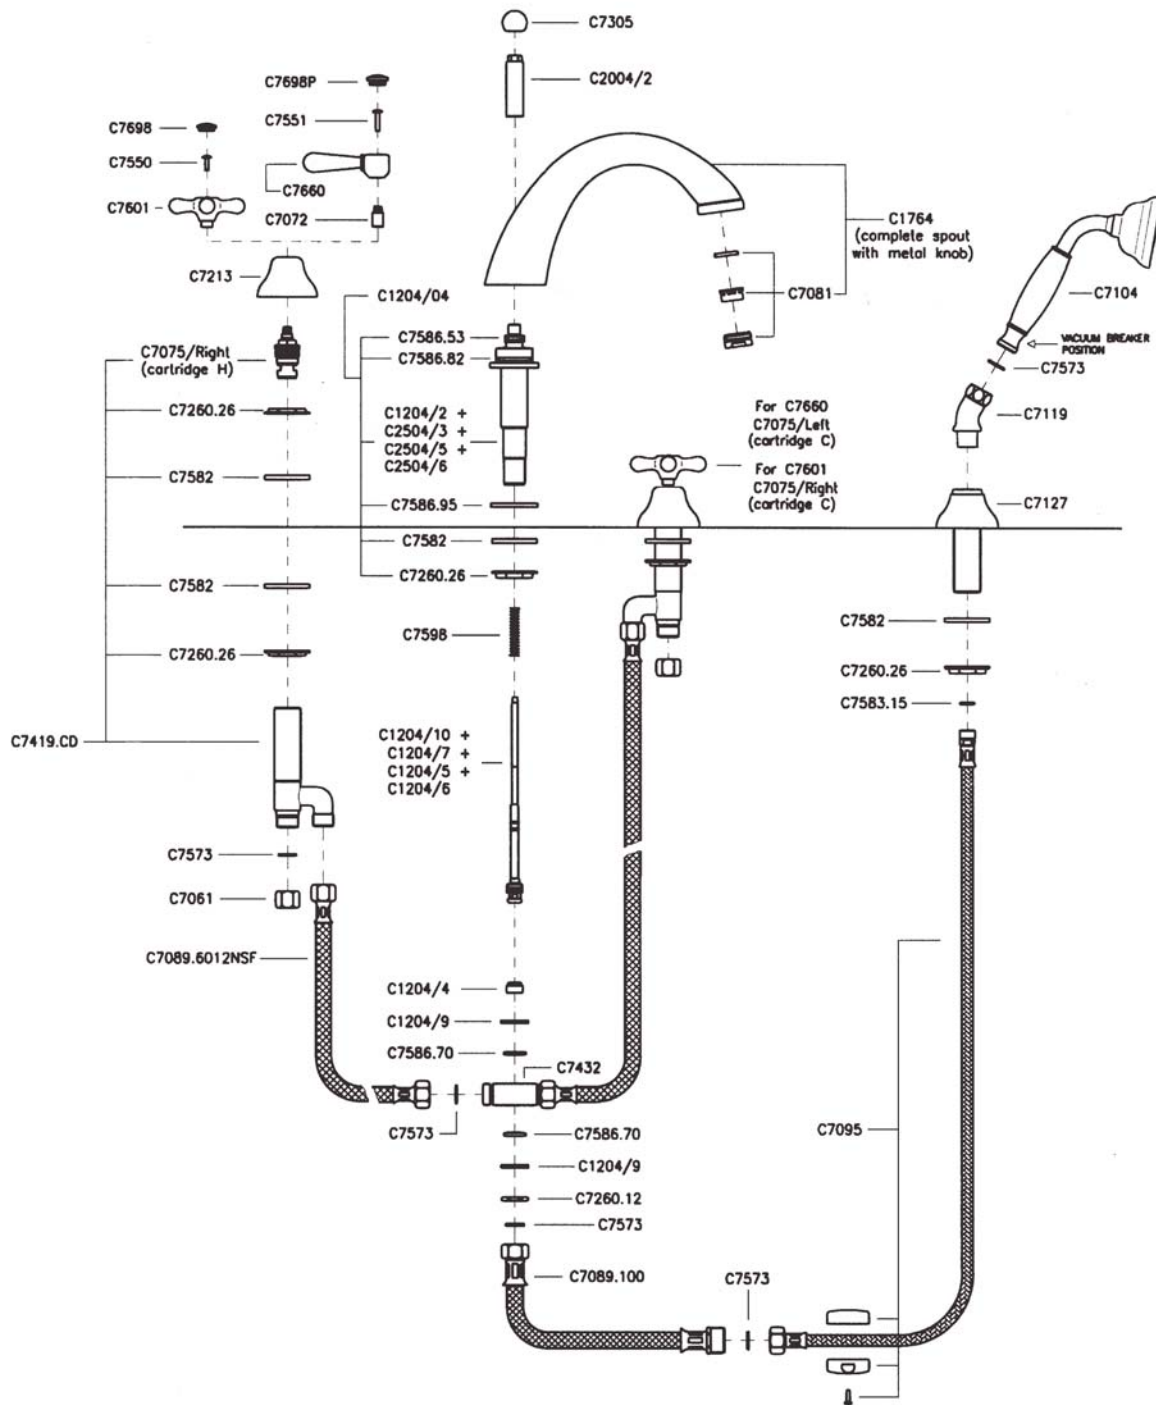 C7305
C2004/2
C7698P
C7551
C7698
C7550
C7660
C7601
C7072
C7213
C1764
(complete spout
with metal knob)
C7081
C7104
VACUUM BREAKER
POSITION
C7573
C7119
C1204/04
C7586.53
C7586.82
C7075/Right
(cartridge H)
C7260.26
C1204/2 +
C2504/3 +
C2504/5 +
C2504/6
For C7660
C7075/Left
(cartridge C)
For C7601
C7075/Right
(cartridge C)
C7582
C7586.95
C7127
C7582
C7260.26
C7582
C7598
C7582
C7260.26
C7260.26
C7583.15
C7419.CD
C1204/10 +
C1204/7 +
C1204/5 +
C1204/6
C7573
C7061
C7089.6012NSF
C1204/4
C1204/9
C7586.70
C7432
C7573
C7586.70
C7095
C1204/9
C7260.12
C7573
C7089.100
C7573